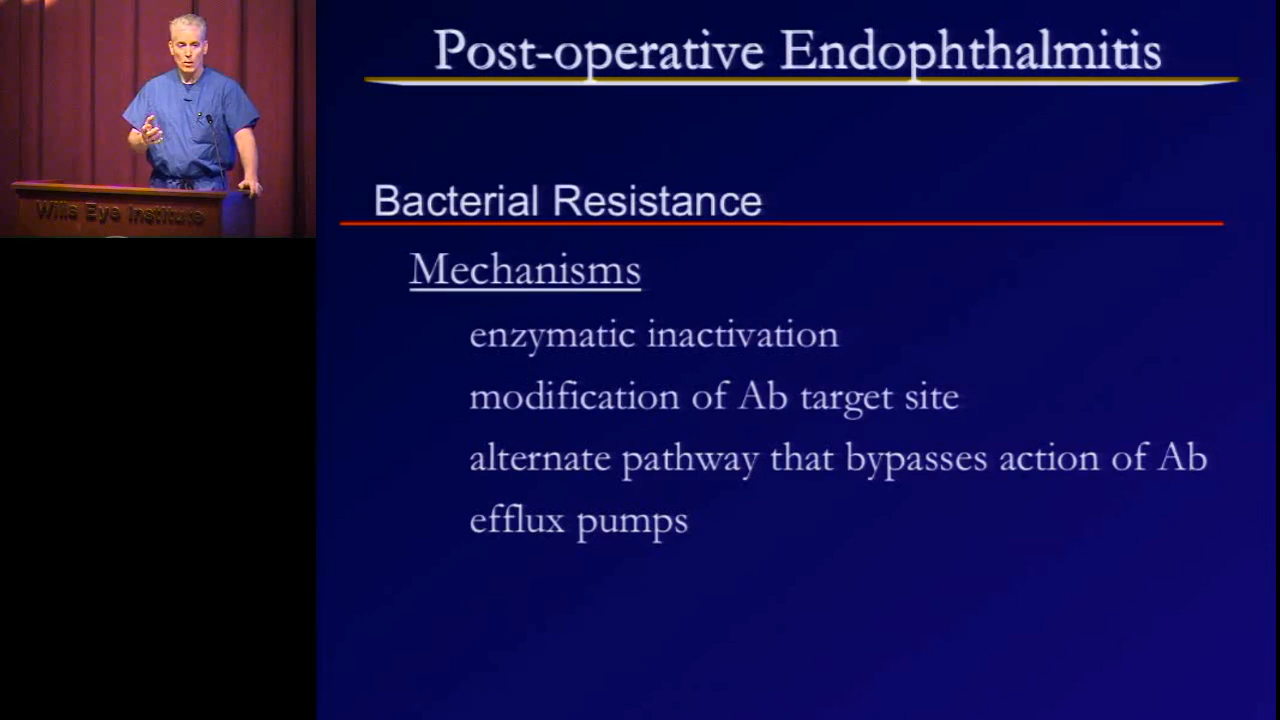 Post-operative Endophthalmitis
Wills Eye Institute
Bacterial Resistance
Mechanisms
enzymatic inactivation
modification of Ab target site
alternate pathway that bypasses action of Ab
efflux pumps